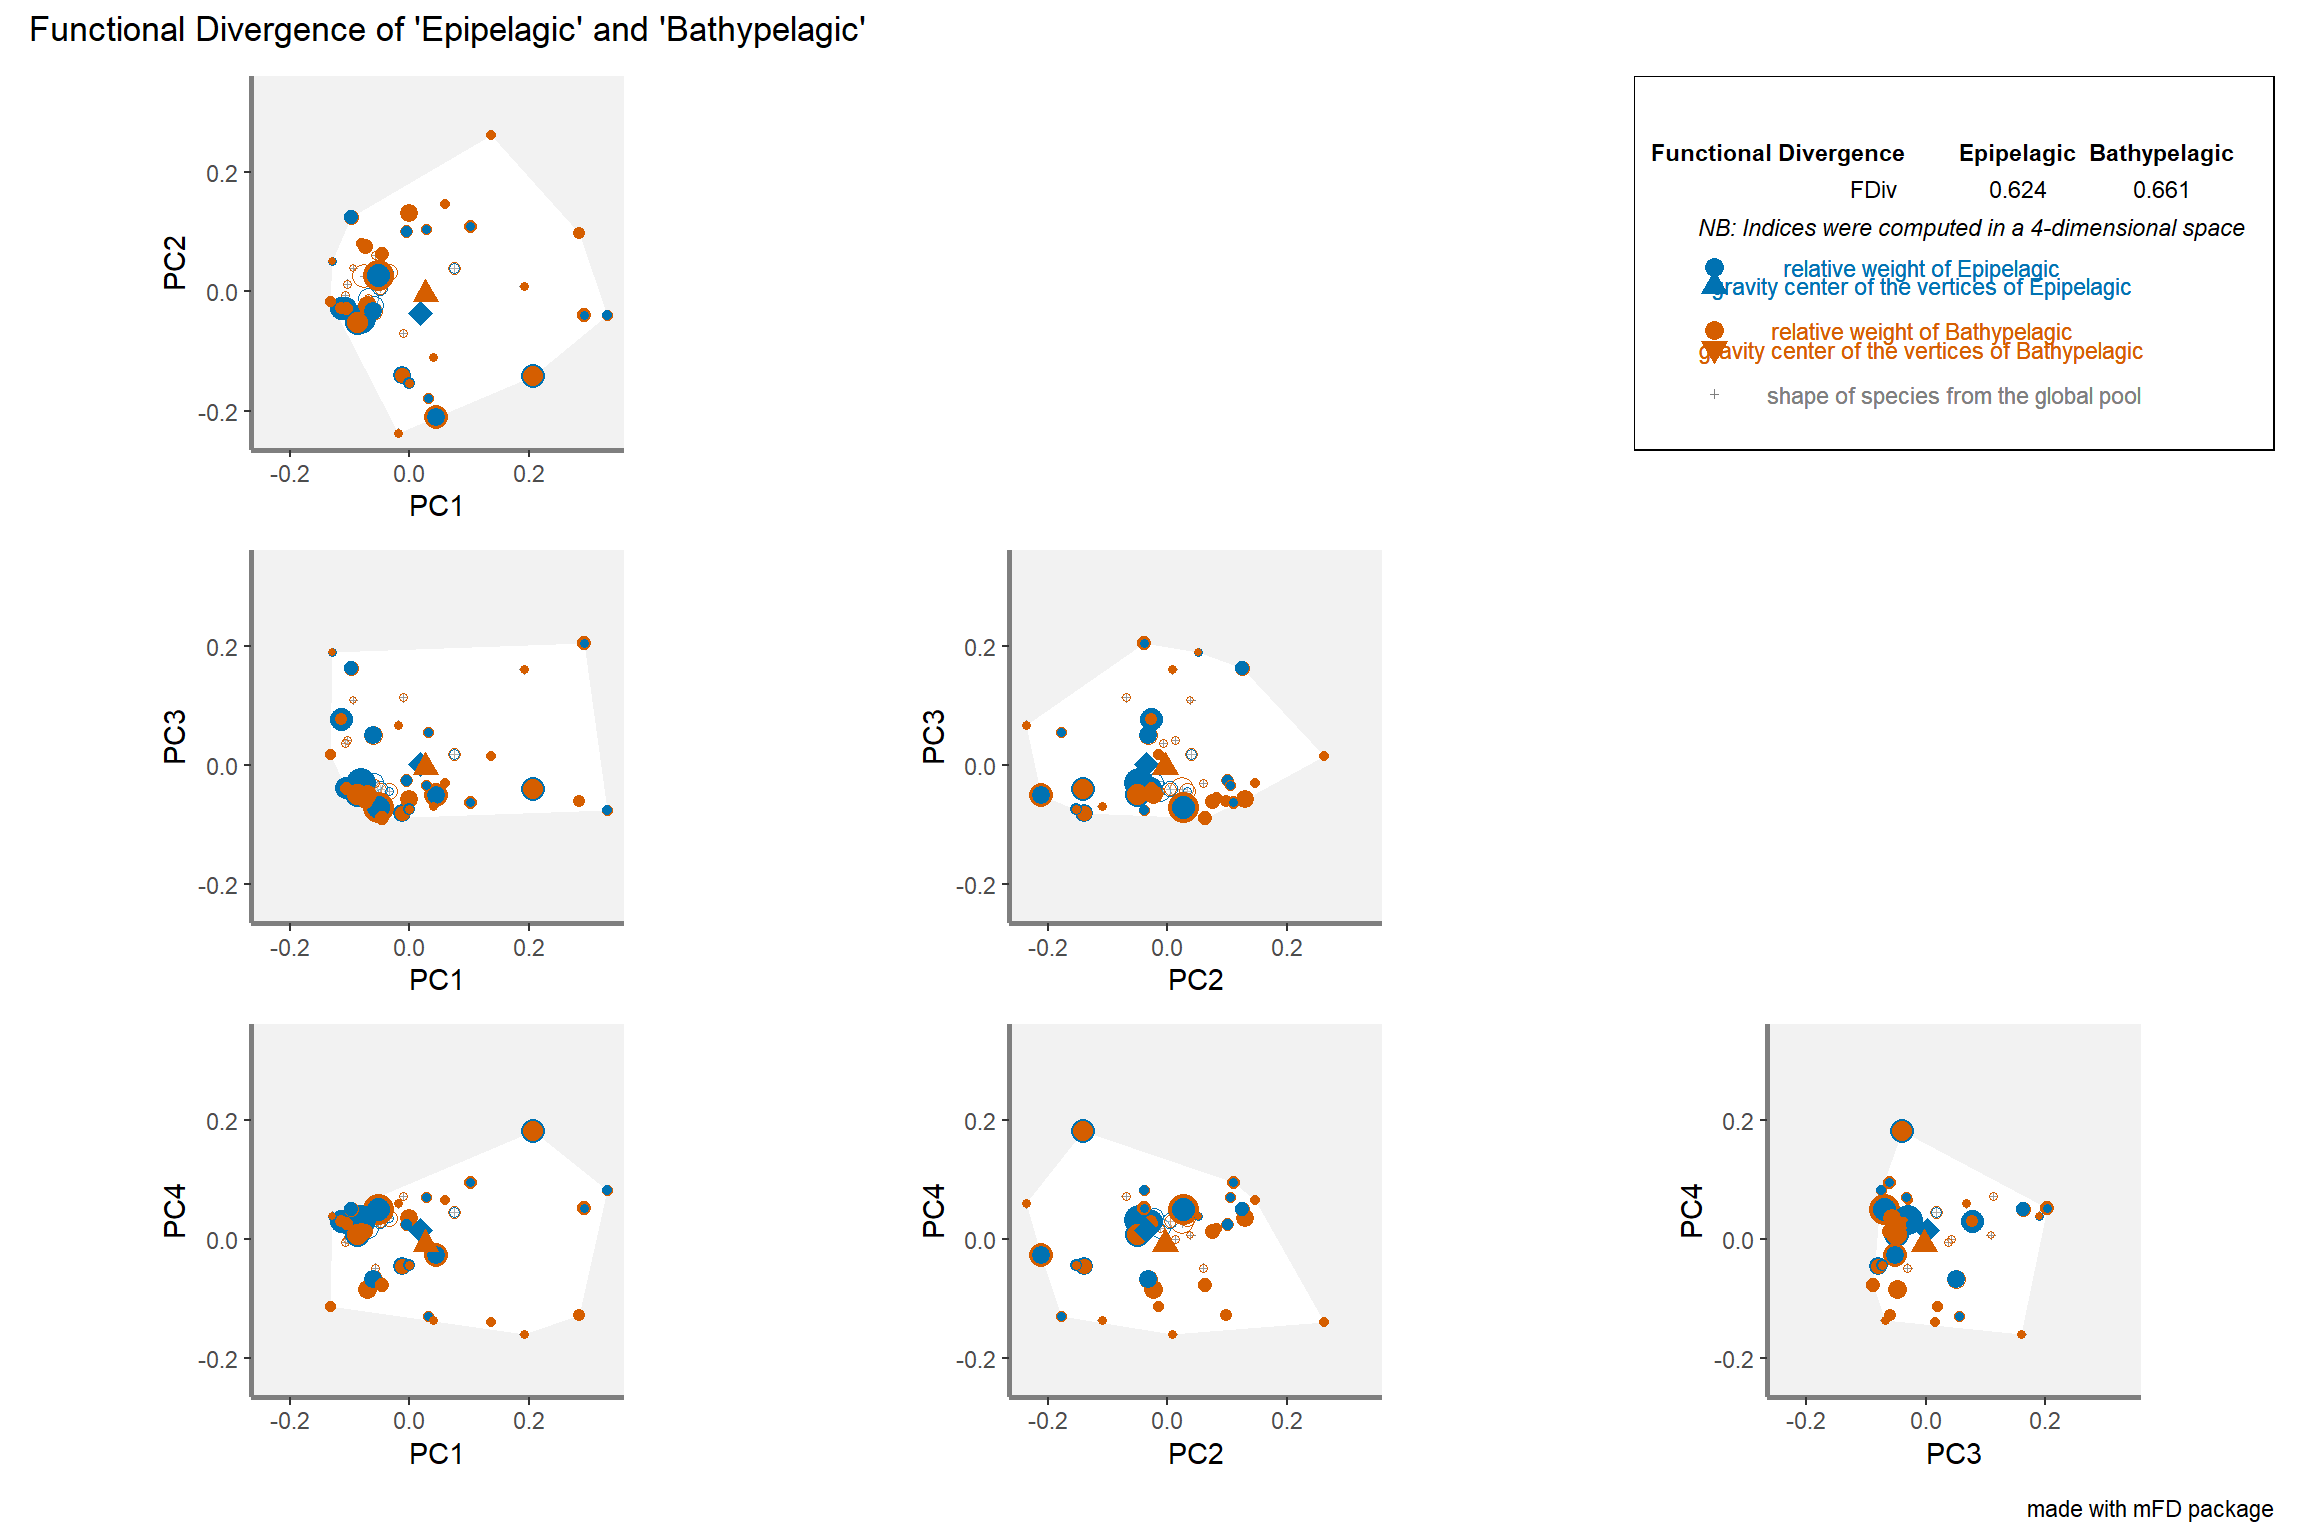 Functional Divergence of 'Epipelagic' and 'Bathypelagic'
0.2
0.0
-0.2
PC2
-0.2 0.0 0.2
PC1
Functional Divergence Epipelagic Bathypelagic
FDiv 0.624 0.661
NB: Indices were computed in a 4-dimensional space
relative weight of Epipelagic
gravity center of the vertices of Epipelagic
relative weight of Bathypelagic
gravity center of the vertices of Bathypelagic
shape of species from the global pool
0.2
0.0
-0.2
PC3
-0.2 0.0 0.2
PC1
0.2
0.0
-0.2
PC3
-0.2 0.0 0.2
PC2
0.2
0.0
-0.2
PC4
-0.2 0.0 0.2
PC1
0.2
0.0
-0.2
PC4
-0.2 0.0 0.2
PC2
0.2
0.0
-0.2
PC4
-0.2 0.0 0.2
PC3
made with mFD package